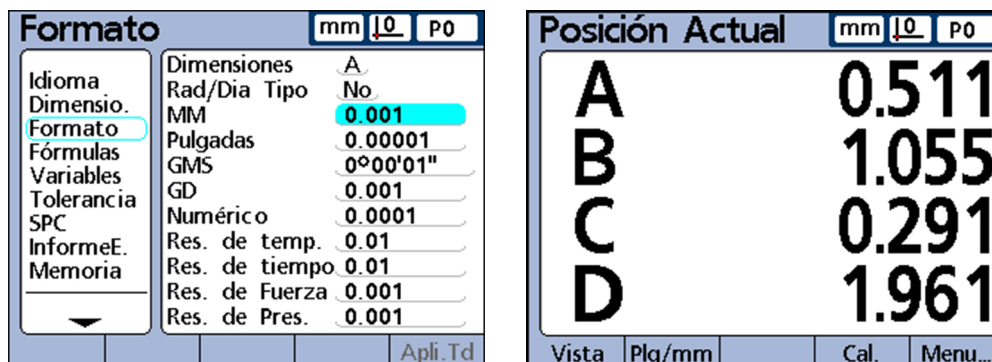 Formato
mm
0
P0
Idioma
Dimensio.
Formato
Fórmulas
Variables
Tolerancia
SPC
InformeE.
Memoria
Dimensiones A
Rad/Dia Tipo No
MM 0.001
Pulgadas 0.00001
GMS 0°00'01"
GD 0.001
Numérico 0.0001
Res. de temp. 0.01
Res. de tiempo 0.01
Res. de Fuerza 0.001
Res. de Pres. 0.001
Apli.Td
Posición Actual
mm
0
P0
A 0.511
B 1.055
C 0.291
D 1.961
Vista
Plg/mm
Cal.
Menu...